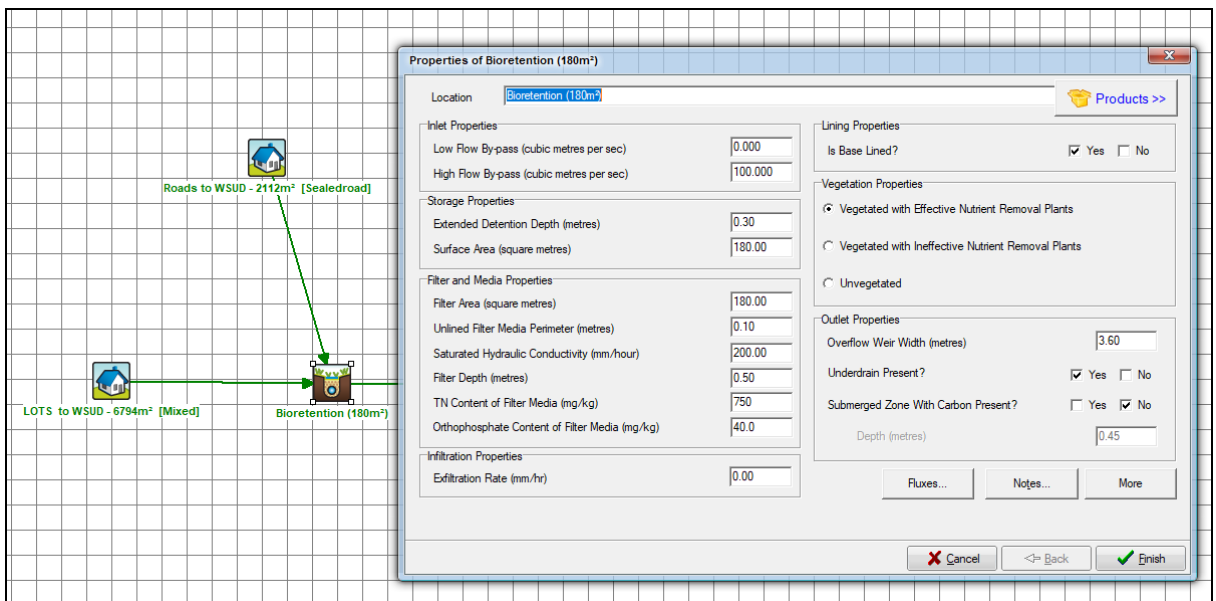 Roads to WSUD - 2112m² [Sealedroad]
LOTS to WSUD - 6794m² [Mixed]
Bioretention (180m²)
Properties of Bioretention (180m²)
X
Location Bioretention (180m²)
Products >>
Inlet Properties
Low Flow By-pass (cubic metres per sec) 0.000
High Flow By-pass (cubic metres per sec) 100.000
Storage Properties
Extended Detention Depth (metres) 0.30
Surface Area (square metres) 180.00
Filter and Media Properties
Filter Area (square metres) 180.00
Unlined Filter Media Perimeter (metres) 0.10
Saturated Hydraulic Conductivity (mm/hour) 200.00
Filter Depth (metres) 0.50
TN Content of Filter Media (mg/kg) 750
Orthophosphate Content of Filter Media (mg/kg) 40.0
Infiltration Properties
Exfiltration Rate (mm/hr) 0.00
Lining Properties
Is Base Lined? Yes No
Vegetation Properties
Vegetated with Effective Nutrient Removal Plants
Vegetated with Ineffective Nutrient Removal Plants
Unvegetated
Outlet Properties
Overflow Weir Width (metres) 3.60
Underdrain Present? Yes No
Submerged Zone With Carbon Present? Yes No
Depth (metres) 0.45
Fluxes... Notes... More
Cancel <- Back Finish